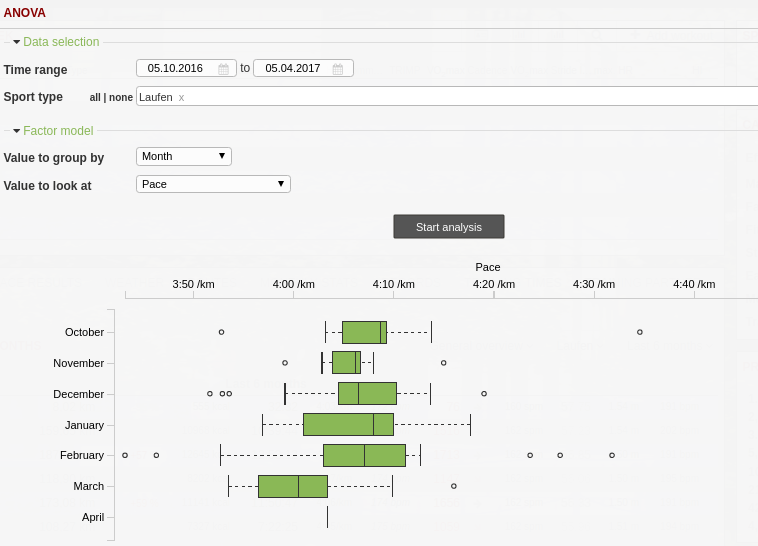 ANOVA
Data selection
Time range 05.10.2016 to 05.04.2017
Sport type all | none Laufen x
Factor model
Value to group by Month
Value to look at Pace
Start analysis
Pace
3:50 /km 4:00 /km 4:10 /km 4:20 /km 4:30 /km 4:40 /km
October
November
December
January
February
March
April